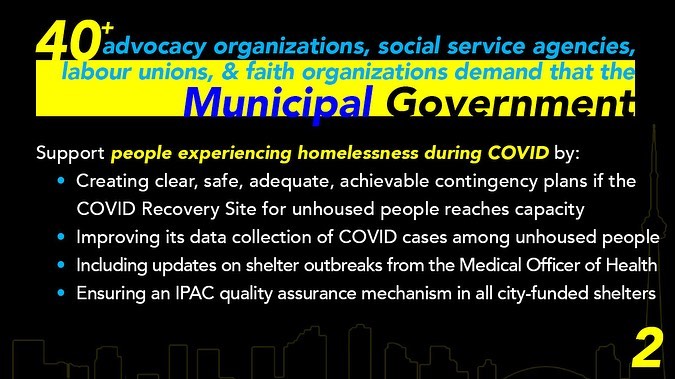 40+ advocacy organizations, social service agencies,
labour unions, & faith organizations demand that the
Municipal Government
Support people experiencing homelessness during COVID by:
• Creating clear, safe, adequate, achievable contingency plans if the
COVID Recovery Site for unhoused people reaches capacity
• Improving its data collection of COVID cases among unhoused people
• Including updates on shelter outbreaks from the Medical Officer of Health
• Ensuring an IPAC quality assurance mechanism in all city-funded shelters
2